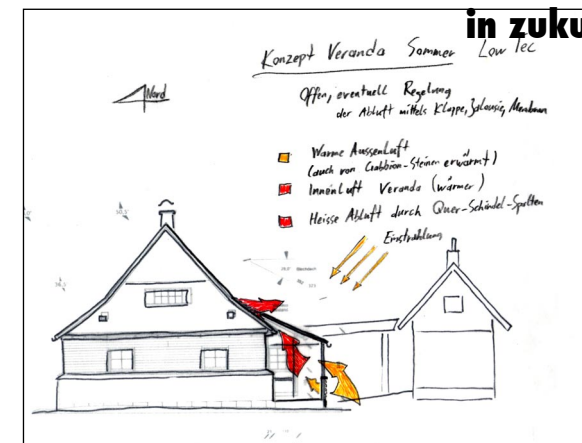 in zuku
Konzept Veranda Sommer Low Tec
Offen, eventuell Regelung
der Abluft mittels Klappe, Jalousie, Membran
Nord
Warme Aussenluft
(auch von Gabbion-Steinen erwärmt)
Innenluft Veranda (wärmer)
Heisse Abluft durch Quer-Schindel-Spalten
Einstrahlung